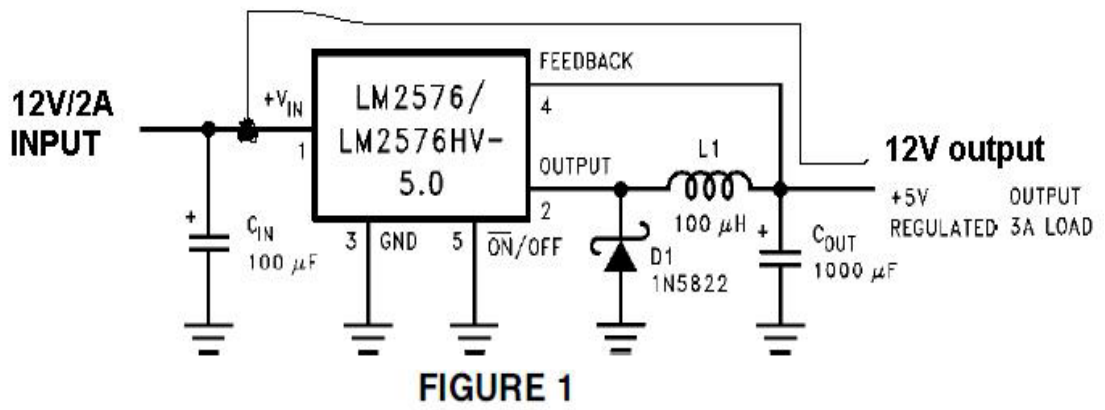 12V/2A
INPUT
+VIN
1
LM2576/
LM2576HV-
5.0
FEEDBACK
4
OUTPUT
2
L1
100 μH
12V output
+5V OUTPUT
REGULATED 3A LOAD
+
CIN
100 μF
3 GND
5 ON/OFF
D1
1N5822
+
COUT
1000 μF
FIGURE 1